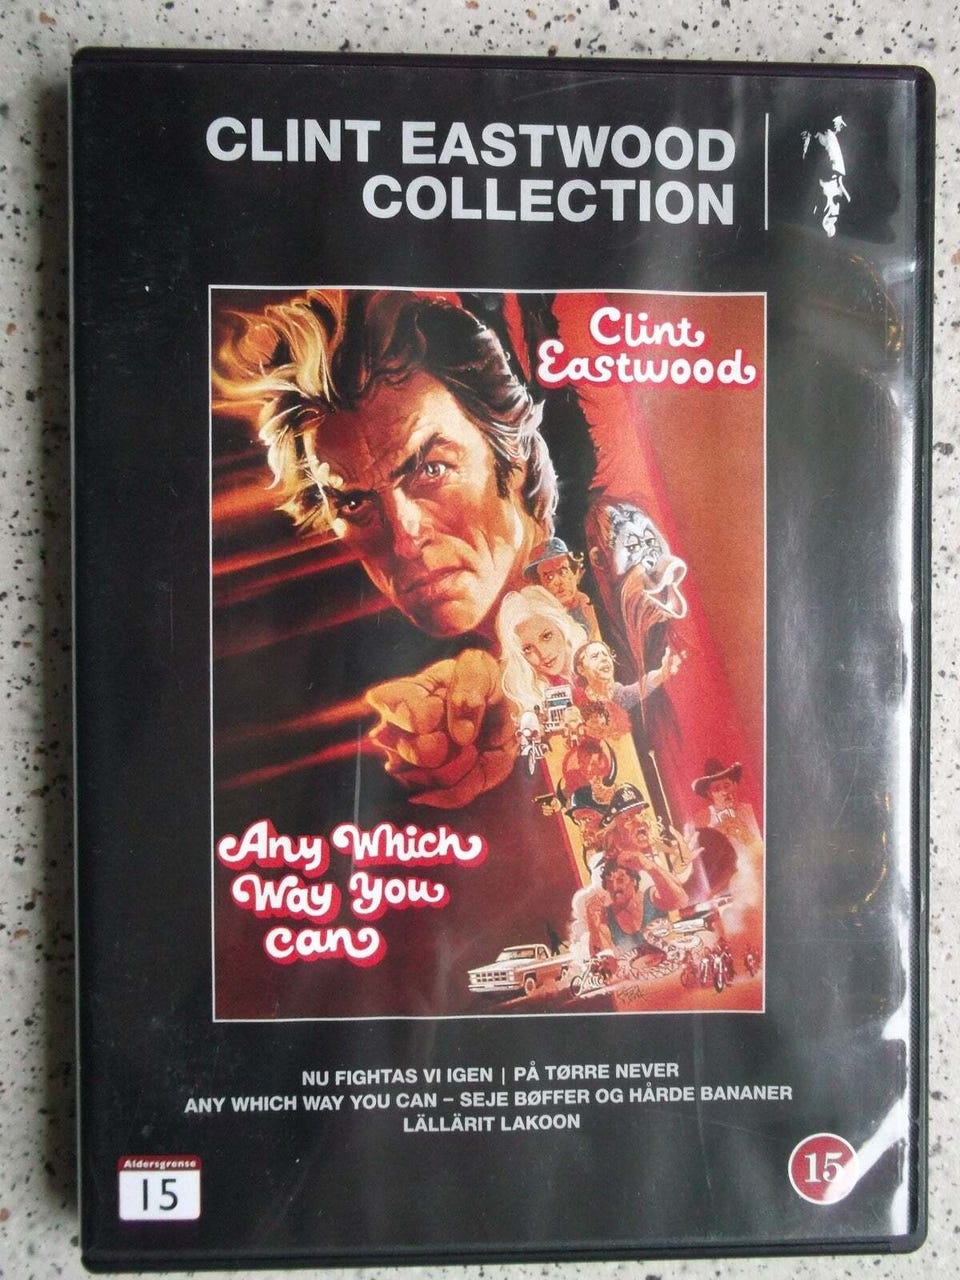 CLINT EASTWOOD
COLLECTION
Clint
Eastwood
Any Which
Way You
can
NU FIGHTAS VI IGEN | PÅ TØRRE NEVER
ANY WHICH WAY YOU CAN – SEJE BØFFER OG HÅRDE BANANER
LÄLLÄRIT LAKOON
Aldersgrense
15
15